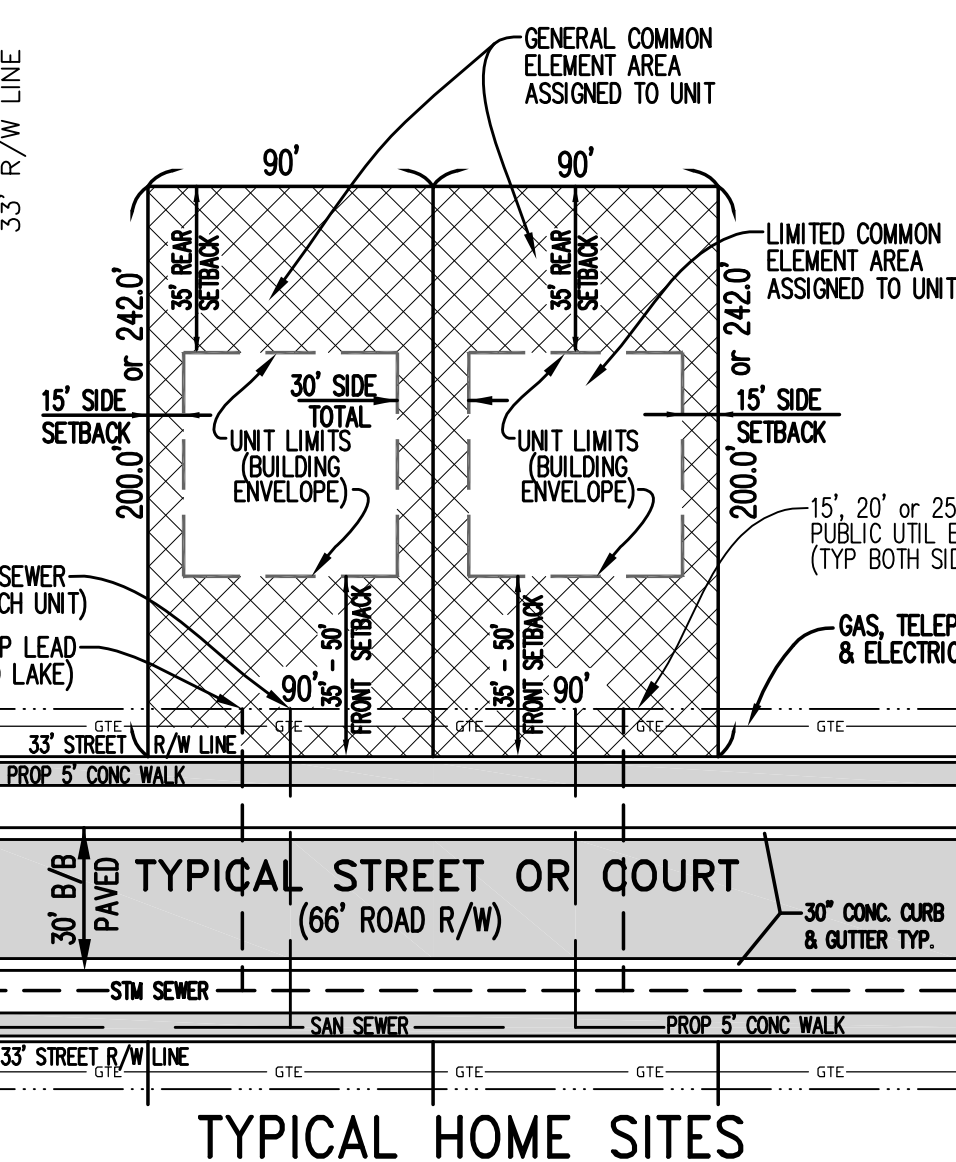 33' R/W LINE
GENERAL COMMON
ELEMENT AREA
ASSIGNED TO UNIT
90'
90'
35' REAR
SETBACK
35' REAR
SETBACK
LIMITED COMMON
ELEMENT AREA
ASSIGNED TO UNIT
200.0' or 242.0'
200.0' or 242.0'
15' SIDE
SETBACK
30' SIDE
TOTAL
15' SIDE
SETBACK
UNIT LIMITS
(BUILDING
ENVELOPE)
UNIT LIMITS
(BUILDING
ENVELOPE)
15', 20' or 25
PUBLIC UTIL E
(TYP BOTH SID
SEWER
CH UNIT)
P LEAD
LAKE)
GAS, TELEP
& ELECTRIC
35' - 50'
FRONT SETBACK
35' - 50'
FRONT SETBACK
90'
90'
GTE GTE GTE GTE GTE
33' STREET R/W LINE
PROP 5' CONC WALK
30' B/B
PAVED
TYPICAL STREET OR COURT
(66' ROAD R/W)
30" CONC. CURB
& GUTTER TYP.
STM SEWER
SAN SEWER
PROP 5' CONC WALK
33' STREET R/W LINE
GTE GTE GTE GTE GTE
TYPICAL HOME SITES